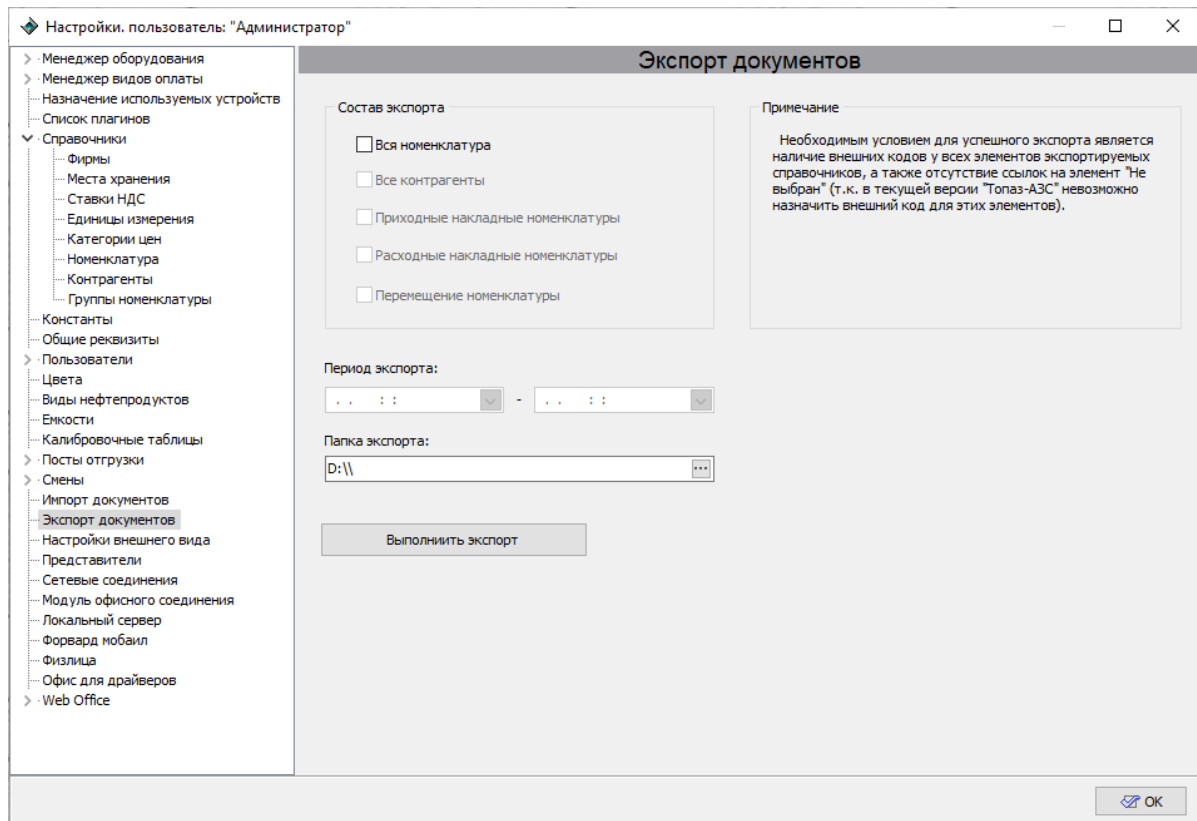 Настройки. пользователь: "Администратор"
Менеджер оборудования
Менеджер видов оплаты
Назначение используемых устройств
Список плагинов
Справочники
Фирмы
Места хранения
Ставки НДС
Единицы измерения
Категории цен
Номенклатура
Контрагенты
Группы номенклатуры
Константы
Общие реквизиты
Пользователи
Цвета
Виды нефтепродуктов
Емкости
Калибровочные таблицы
Посты отгрузки
Смены
Импорт документов
Экспорт документов
Настройки внешнего вида
Представители
Сетевые соединения
Модуль офисного соединения
Локальный сервер
Форвард мобаил
Физлица
Офис для драйверов
Web Office
Экспорт документов
Состав экспорта
Вся номенклатура
Все контрагенты
Приходные накладные номенклатуры
Расходные накладные номенклатуры
Перемещение номенклатуры
Примечание
Необходимым условием для успешного экспорта является
наличие внешних кодов у всех элементов экспортируемых
справочников, а также отсутствие ссылок на элемент "Не
выбран" (т.к. в текущей версии "Топаз-АЗС" невозможно
назначить внешний код для этих элементов).
Период экспорта:
. . : : - . . : :
Папка экспорта:
D:\\ ...
Выполниить экспорт
OK